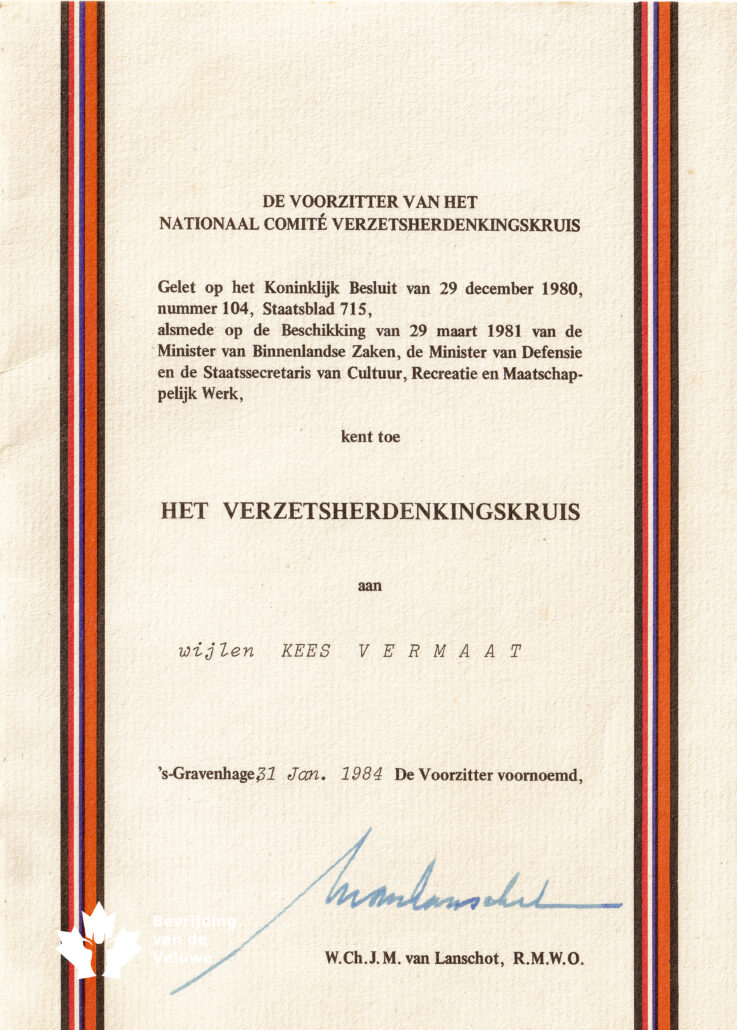 DE VOORZITTER VAN HET
NATIONAAL COMITÉ VERZETSHERDENKINGSKRUIS
Gelet op het Koninklijk Besluit van 29 december 1980,
nummer 104, Staatsblad 715,
alsmede op de Beschikking van 29 maart 1981 van de
Minister van Binnenlandse Zaken, de Minister van Defensie
en de Staatssecretaris van Cultuur, Recreatie en Maatschap-
pelijk Werk,
kent toe
HET VERZETSHERDENKINGSKRUIS
aan
wijlen KEES V E R M A A T
's-Gravenhage, 31 Jan. 1984 De Voorzitter voornoemd,
W.Ch.J.M. van Lanschot, R.M.W.O.
Bevrijding
van de
Veluwe